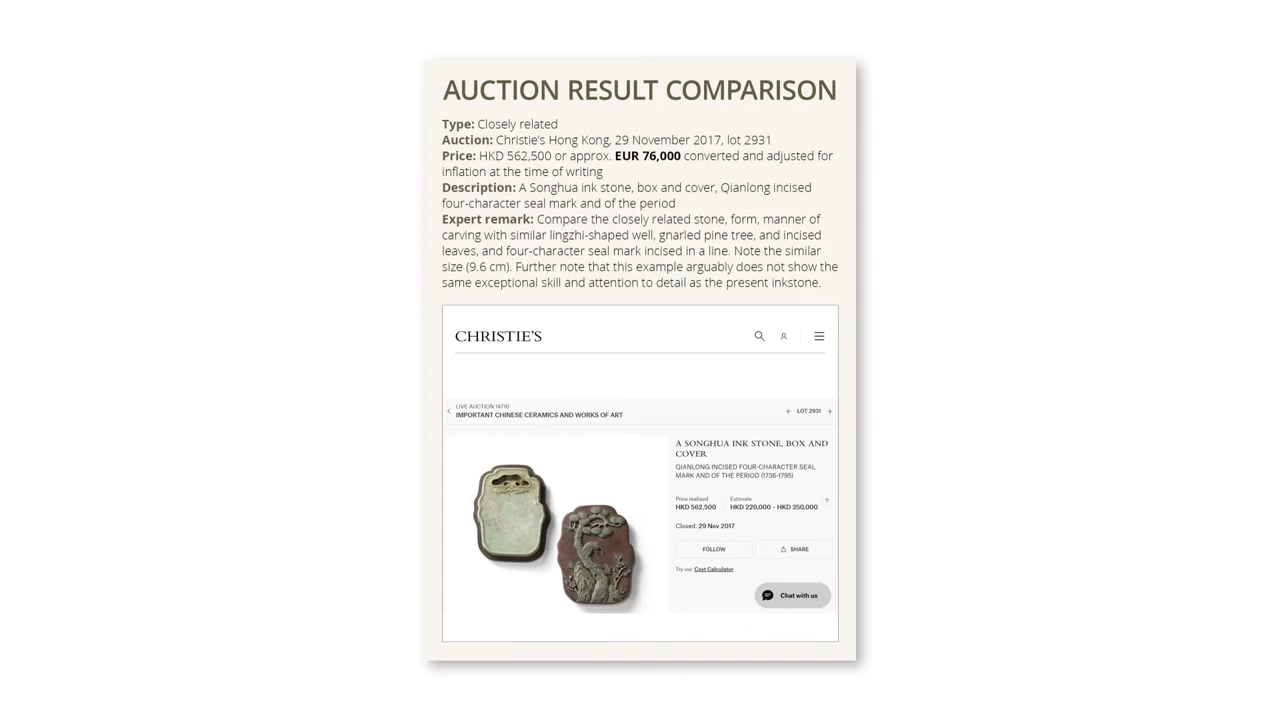 AUCTION RESULT COMPARISON
Type: Closely related
Auction: Christie's Hong Kong, 29 November 2017, lot 2931
Price: HKD 562,500 or approx. EUR 76,000 converted and adjusted for
inflation at the time of writing
Description: A Songhua ink stone, box and cover, Qianlong incised
four-character seal mark and of the period
Expert remark: Compare the closely related stone, form, manner of
carving with similar lingzhi-shaped well, gnarled pine tree, and incised
leaves, and four-character seal mark incised in a line. Note the similar
size (9.6 cm). Further note that this example arguably does not show the
same exceptional skill and attention to detail as the present inkstone.
CHRISTIE'S
LIVE AUCTION 14710
IMPORTANT CHINESE CERAMICS AND WORKS OF ART
LOT 2931
A SONGHUA INK STONE, BOX AND
COVER
QIANLONG INCISED FOUR-CHARACTER SEAL
MARK AND OF THE PERIOD (1736-1795)
Price realised Estimate ?
HKD 562,500 HKD 220,000 – HKD 350,000
Closed: 29 Nov 2017
FOLLOW SHARE
Try our Cost Calculator
Chat with us